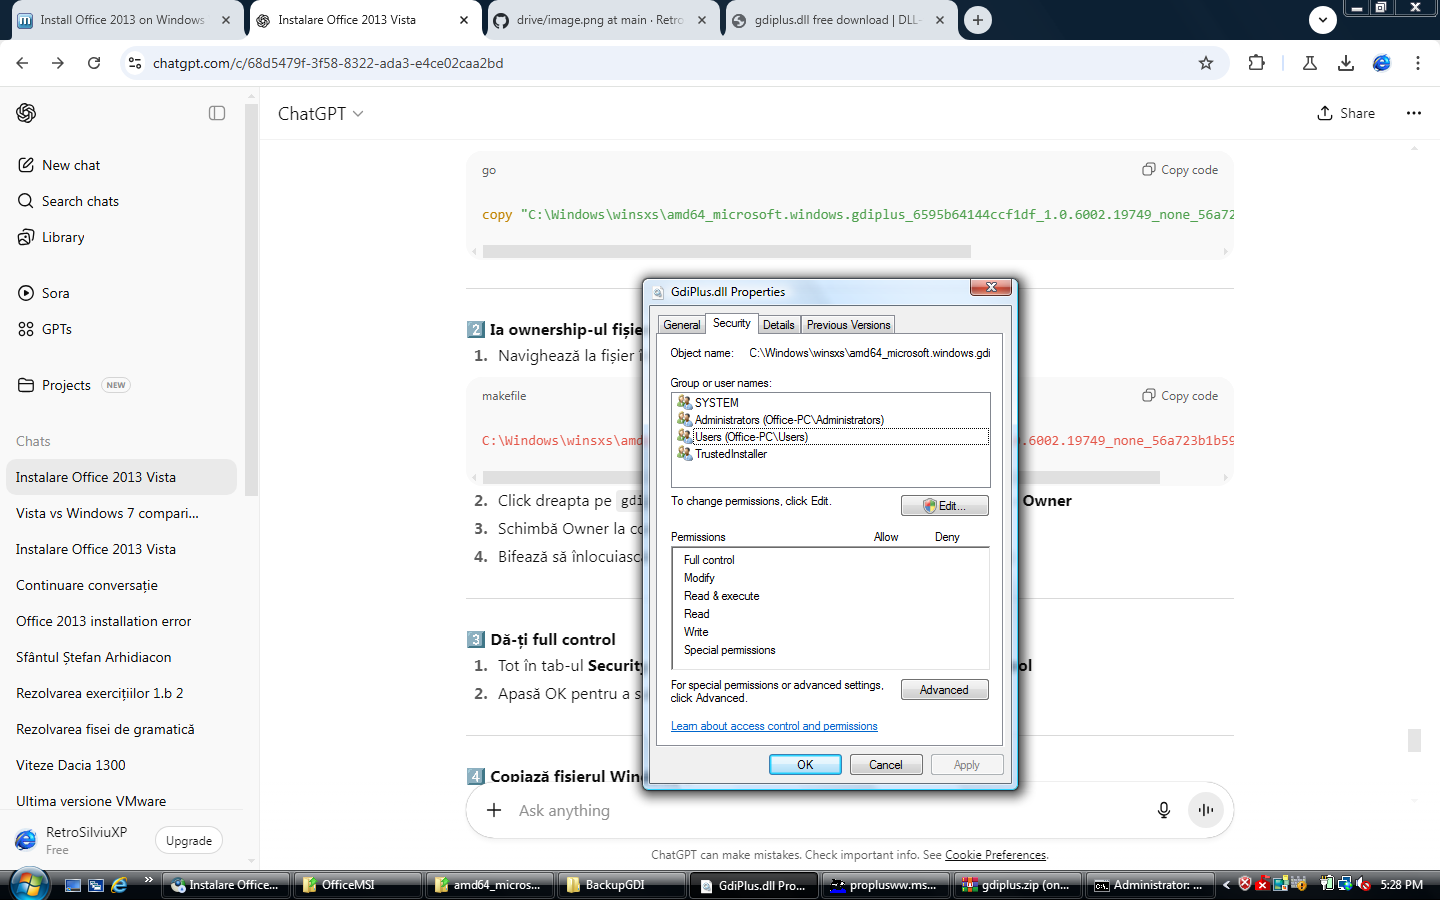 Install Office 2013 on Windows
Instalare Office 2013 Vista
drive/image.png at main · Retro
gdiplus.dll free download | DLL-
chatgpt.com/c/68d5479f-3f58-8322-ada3-e4ce02caa2bd
ChatGPT
Share
New chat
Search chats
Library
Sora
GPTs
Projects NEW
Chats
Instalare Office 2013 Vista
Vista vs Windows 7 compari...
Instalare Office 2013 Vista
Continuare conversație
Office 2013 installation error
Sfântul Ștefan Arhidiacon
Rezolvarea exercițiilor 1.b 2
Rezolvarea fisei de gramatică
Viteze Dacia 1300
Ultima versione VMware
RetroSilviuXP
Free
Upgrade
go
Copy code
copy "C:\Windows\winsxs\amd64_microsoft.windows.gdiplus_6595b64144ccf1df_1.0.6002.19749_none_56a72
2 Ia ownership-ul fișie
1. Navighează la fișier î
makefile
Copy code
C:\Windows\winsxs\amd
0.6002.19749_none_56a723b1b59
2. Click dreapta pe gdi
Owner
3. Schimbă Owner la co
4. Bifează să înlocuiască
3 Dă-ți full control
1. Tot în tab-ul Security
ol
2. Apasă OK pentru a s
4 Copiază fișierul Wind
Ask anything
ChatGPT can make mistakes. Check important info. See Cookie Preferences.
GdiPlus.dll Properties
General
Security
Details
Previous Versions
Object name: C:\Windows\winsxs\amd64_microsoft.windows.gdi
Group or user names:
SYSTEM
Administrators (Office-PC\Administrators)
Users (Office-PC\Users)
TrustedInstaller
To change permissions, click Edit.
Edit...
Permissions Allow Deny
Full control
Modify
Read & execute
Read
Write
Special permissions
For special permissions or advanced settings,
click Advanced.
Advanced
Learn about access control and permissions
OK
Cancel
Apply
Instalare Office...
OfficeMSI
amd64_micros...
BackupGDI
GdiPlus.dll Pro...
proplusww.ms...
gdiplus.zip (on...
Administrator: ...
5:28 PM